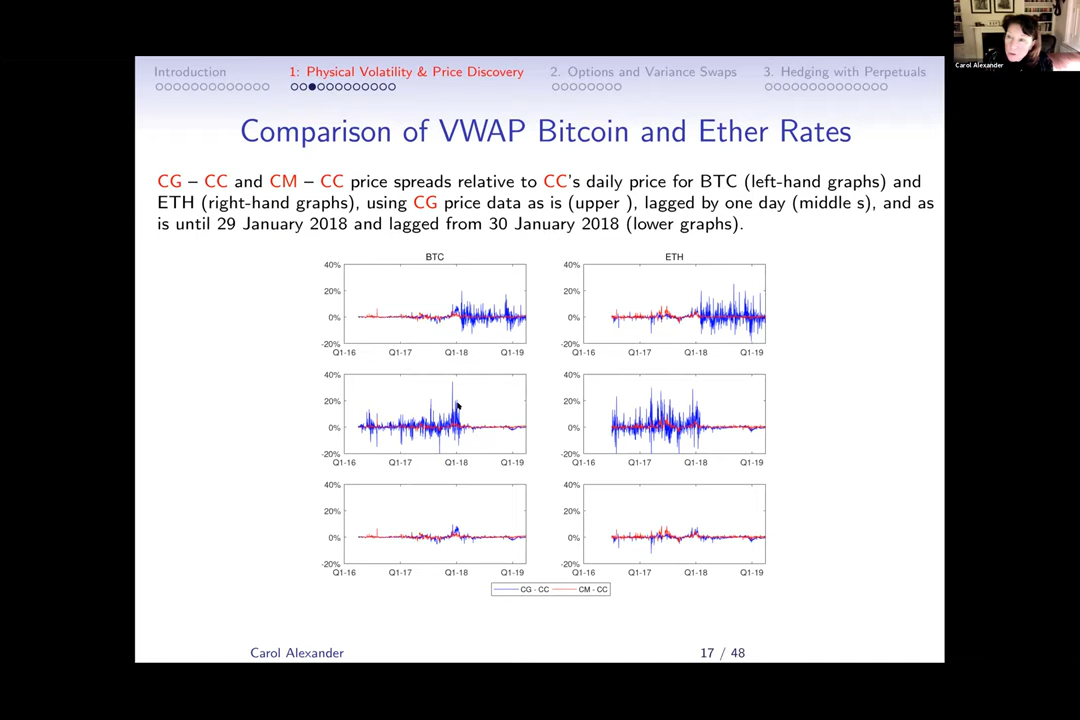 Carol Alexander
Introduction 1: Physical Volatility & Price Discovery 2. Options and Variance Swaps 3. Hedging with Perpetuals
Comparison of VWAP Bitcoin and Ether Rates
CG – CC and CM – CC price spreads relative to CC's daily price for BTC (left-hand graphs) and
ETH (right-hand graphs), using CG price data as is (upper ), lagged by one day (middle s), and as
is until 29 January 2018 and lagged from 30 January 2018 (lower graphs).
BTC ETH
40% 40%
20% 20%
0% 0%
-20% -20%
Q1-16 Q1-17 Q1-18 Q1-19 Q1-16 Q1-17 Q1-18 Q1-19
40% 40%
20% 20%
0% 0%
-20% -20%
Q1-16 Q1-17 Q1-18 Q1-19 Q1-16 Q1-17 Q1-18 Q1-19
40% 40%
20% 20%
0% 0%
-20% -20%
Q1-16 Q1-17 Q1-18 Q1-19 Q1-16 Q1-17 Q1-18 Q1-19
CG - CC CM - CC
Carol Alexander 17 / 48